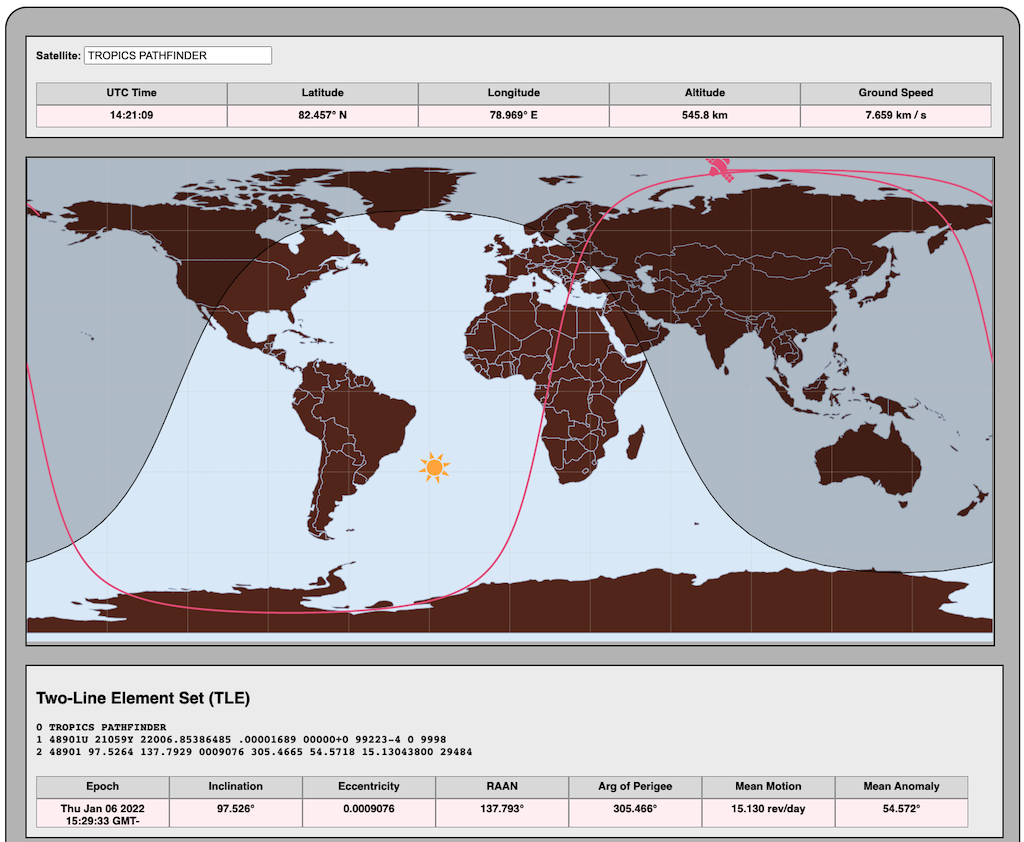 Satellite: TROPICS PATHFINDER
UTC Time Latitude Longitude Altitude Ground Speed
14:21:09 82.457° N 78.969° E 545.8 km 7.659 km / s
Two-Line Element Set (TLE)
0 TROPICS PATHFINDER
1 48901U 21059Y 22006.85386485 .00001689 00000+0 99223-4 0 9998
2 48901 97.5264 137.7929 0009076 305.4665 54.5718 15.13043800 29484
Epoch Inclination Eccentricity RAAN Arg of Perigee Mean Motion Mean Anomaly
Thu Jan 06 2022 97.526° 0.0009076 137.793° 305.466° 15.130 rev/day 54.572°
15:29:33 GMT-